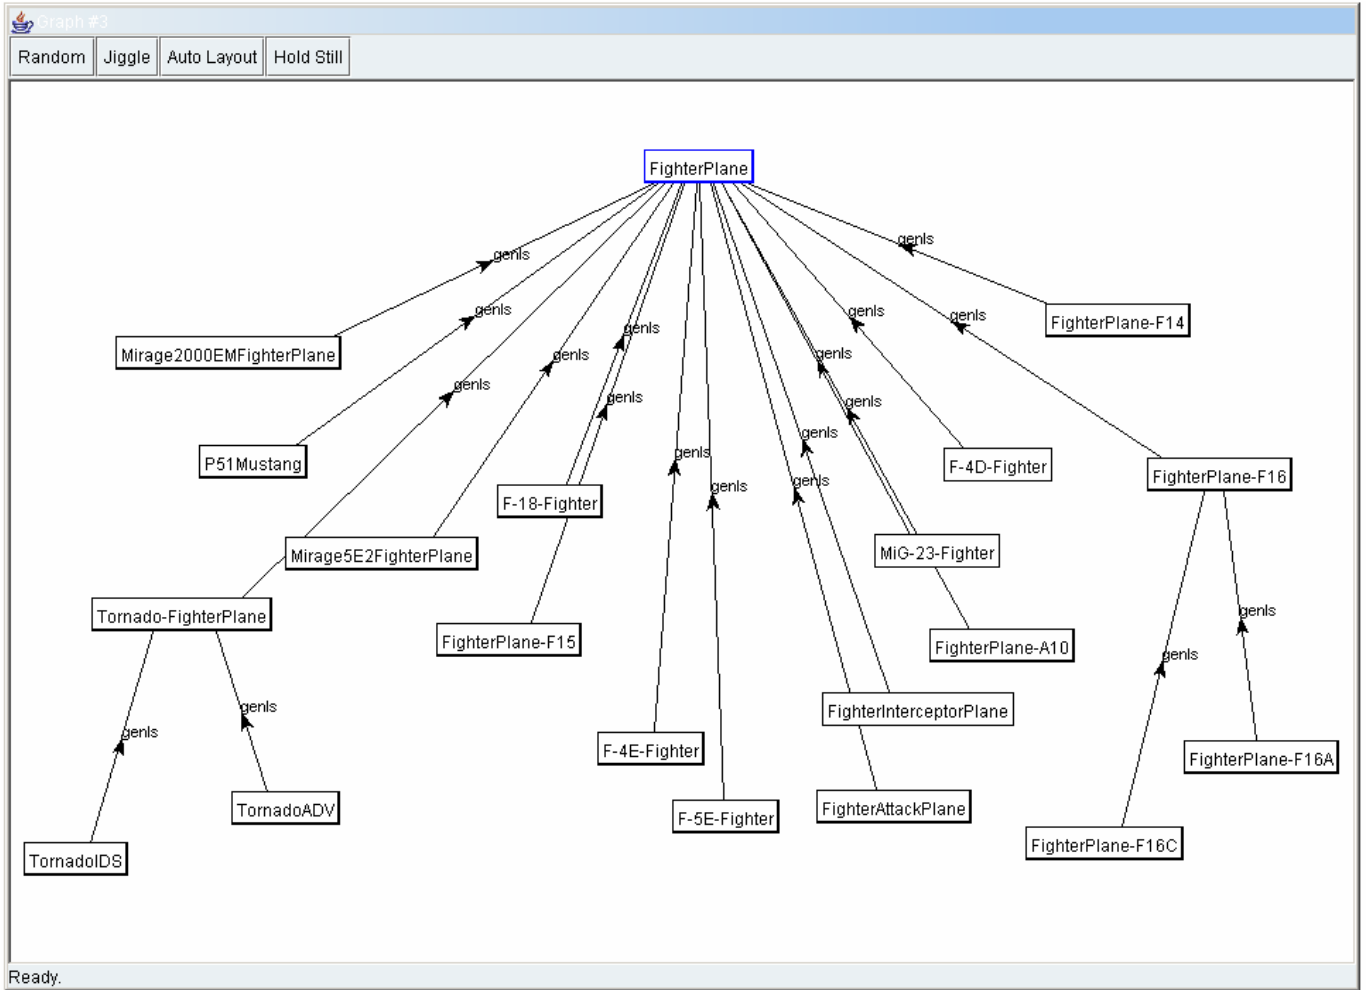 Graph #3
Random Jiggle Auto Layout Hold Still
FighterPlane
genls
genls
FighterPlane-F14
genls
genls
genls
genls
Mirage2000EMFighterPlane
genls
genls
genls
genls
genls
genls
P51Mustang
F-4D-Fighter
FighterPlane-F16
genls
genls
genls
genls
F-18-Fighter
Mirage5E2FighterPlane
MiG-23-Fighter
Tornado-FighterPlane
genls
FighterPlane-F15
FighterPlane-A10
genls
genls
FighterInterceptorPlane
genls
F-4E-Fighter
FighterPlane-F16A
TornadoADV
FighterAttackPlane
F-5E-Fighter
FighterPlane-F16C
TornadoIDS
Ready.